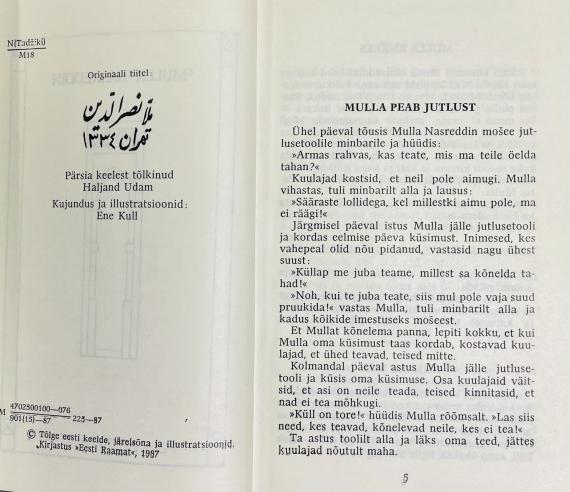 N(Tadžiki)
M18
Originaali tiitel:
ملّا نصرالدین
تهران ۱۳۳۴
Pärsia keelest tõlkinud
Haljand Udam
Kujundus ja illustratsioonid:
Ene Kull
M 4702800100—076
901(15)—87 225—87
© Tõlge eesti keelde, järelsõna ja illustratsioonid.
Kirjastus »Eesti Raamat«, 1987
MULLA PEAB JUTLUST
Ühel päeval tõusis Mulla Nasreddin mošee jut-
lusetoolile minbarile ja hüüdis:
»Armas rahvas, kas teate, mis ma teile öelda
tahan?«
Kuulajad kostsid, et neil pole aimugi. Mulla
vihastas, tuli minbarilt alla ja lausus:
»Sääraste lollidega, kel millestki aimu pole, ma
ei räägi!«
Järgmisel päeval istus Mulla jälle jutlusetooli
ja kordas eelmise päeva küsimust. Inimesed, kes
vahepeal olid nõu pidanud, vastasid nagu ühest
suust:
»Küllap me juba teame, millest sa kõnelda ta-
had!«
»Noh, kui te juba teate, siis mul pole vaja suud
pruukida!« vastas Mulla, tuli minbarilt alla ja
kadus kõikide imestuseks mošeest.
Et Mullat kõnelema panna, lepiti kokku, et kui
Mulla oma küsimust taas kordab, kostavad kuu-
lajad, et ühed teavad, teised mitte.
Kolmandal päeval astus Mulla jälle jutluse-
tooli ja küsis oma küsimuse. Osa kuulajaid väit-
sid, et asi on neile teada, teised kinnitasid, et
nad ei tea mõhkugi.
»Küll on tore!« hüüdis Mulla rõõmsalt. »Las siis
need, kes teavad, kõnelevad neile, kes ei tea!«
Ta astus toolilt alla ja läks oma teed, jättes
kuulajad nõutult maha.
5